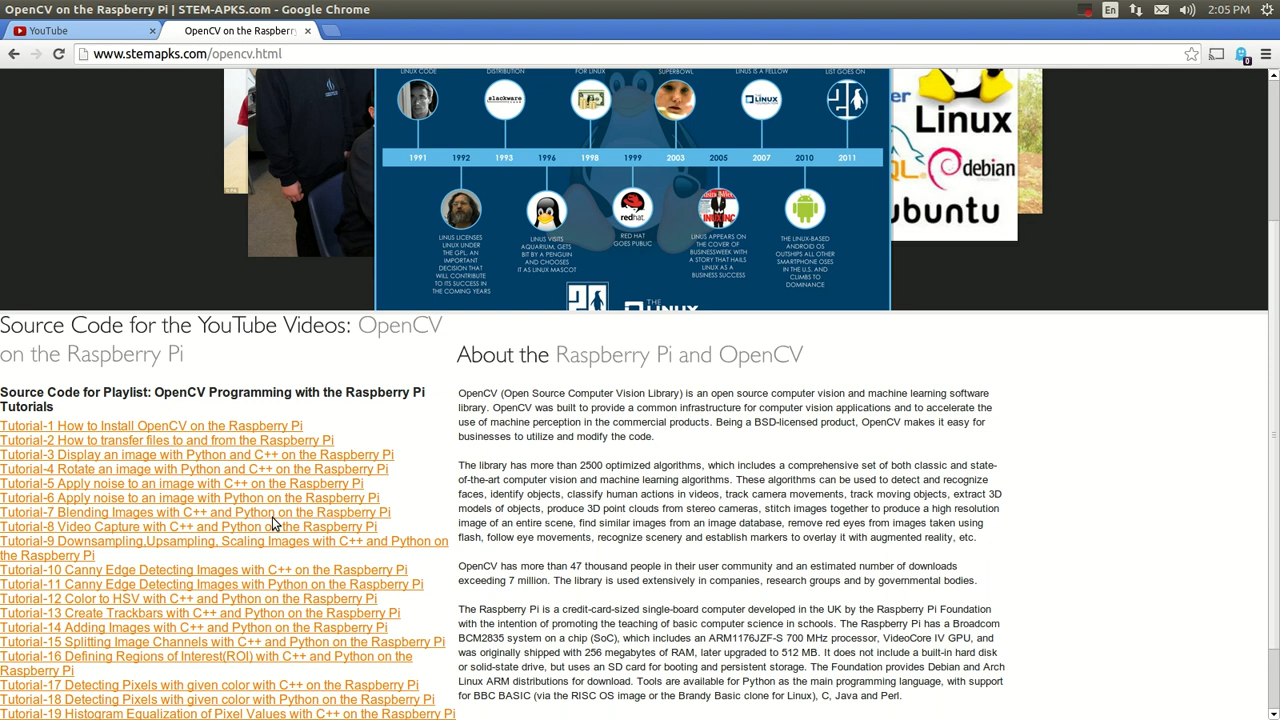 OpenCV on the Raspberry Pi | STEM-APKS.com - Google Chrome
En
2:05 PM
YouTube
OpenCV on the Raspberry
www.stemapks.com/opencv.html
0
LINUX CODE
DISTRIBUTION
FOR LINUX
SUPERBOWL
LINUS IS A FELLOW
LIST GOES ON
slackware
THE LINUX FOUNDATION
20
1991 1992 1993 1996 1998 1999 2003 2005 2007 2010 2011
redhat
LINUS LICENSES
LINUX UNDER
THE GPL, AN
IMPORTANT
DECISION THAT
WILL CONTRIBUTE
TO ITS SUCCESS IN
THE COMING YEARS
LINUS VISITS
AQUARIUM, GETS
BIT BY A PENGUIN
AND CHOOSES
IT AS LINUX MASCOT
RED HAT
GOES PUBLIC
LINUS APPEARS ON
THE COVER OF
BUSINESSWEEK WITH
A STORY THAT HAILS
LINUX AS A
BUSINESS SUCCESS
THE LINUX-BASED
ANDROID OS
OUTSHIPS ALL OTHER
SMARTPHONE OSES
IN THE U.S. AND
CLIMBS TO
DOMINANCE
20
THE
LINUX
er
Linux
QL
debian
ubuntu
Source Code for the YouTube Videos: OpenCV
on the Raspberry Pi
Source Code for Playlist: OpenCV Programming with the Raspberry Pi
Tutorials
Tutorial-1 How to Install OpenCV on the Raspberry Pi
Tutorial-2 How to transfer files to and from the Raspberry Pi
Tutorial-3 Display an image with Python and C++ on the Raspberry Pi
Tutorial-4 Rotate an image with Python and C++ on the Raspberry Pi
Tutorial-5 Apply noise to an image with C++ on the Raspberry Pi
Tutorial-6 Apply noise to an image with Python on the Raspberry Pi
Tutorial-7 Blending Images with C++ and Python on the Raspberry Pi
Tutorial-8 Video Capture with C++ and Python on the Raspberry Pi
Tutorial-9 Downsampling,Upsampling, Scaling Images with C++ and Python on
the Raspberry Pi
Tutorial-10 Canny Edge Detecting Images with C++ on the Raspberry Pi
Tutorial-11 Canny Edge Detecting Images with Python on the Raspberry Pi
Tutorial-12 Color to HSV with C++ and Python on the Raspberry Pi
Tutorial-13 Create Trackbars with C++ and Python on the Raspberry Pi
Tutorial-14 Adding Images with C++ and Python on the Raspberry Pi
Tutorial-15 Splitting Image Channels with C++ and Python on the Raspberry Pi
Tutorial-16 Defining Regions of Interest(ROI) with C++ and Python on the
Raspberry Pi
Tutorial-17 Detecting Pixels with given color with C++ on the Raspberry Pi
Tutorial-18 Detecting Pixels with given color with Python on the Raspberry Pi
Tutorial-19 Histogram Equalization of Pixel Values with C++ on the Raspberry Pi
About the Raspberry Pi and OpenCV
OpenCV (Open Source Computer Vision Library) is an open source computer vision and machine learning software
library. OpenCV was built to provide a common infrastructure for computer vision applications and to accelerate the
use of machine perception in the commercial products. Being a BSD-licensed product, OpenCV makes it easy for
businesses to utilize and modify the code.
The library has more than 2500 optimized algorithms, which includes a comprehensive set of both classic and state-
of-the-art computer vision and machine learning algorithms. These algorithms can be used to detect and recognize
faces, identify objects, classify human actions in videos, track camera movements, track moving objects, extract 3D
models of objects, produce 3D point clouds from stereo cameras, stitch images together to produce a high resolution
image of an entire scene, find similar images from an image database, remove red eyes from images taken using
flash, follow eye movements, recognize scenery and establish markers to overlay it with augmented reality, etc.
OpenCV has more than 47 thousand people in their user community and an estimated number of downloads
exceeding 7 million. The library is used extensively in companies, research groups and by governmental bodies.
The Raspberry Pi is a credit-card-sized single-board computer developed in the UK by the Raspberry Pi Foundation
with the intention of promoting the teaching of basic computer science in schools. The Raspberry Pi has a Broadcom
BCM2835 system on a chip (SoC), which includes an ARM1176JZF-S 700 MHz processor, VideoCore IV GPU, and
was originally shipped with 256 megabytes of RAM, later upgraded to 512 MB. It does not include a built-in hard disk
or solid-state drive, but uses an SD card for booting and persistent storage. The Foundation provides Debian and Arch
Linux ARM distributions for download. Tools are available for Python as the main programming language, with support
for BBC BASIC (via the RISC OS image or the Brandy Basic clone for Linux), C, Java and Perl.